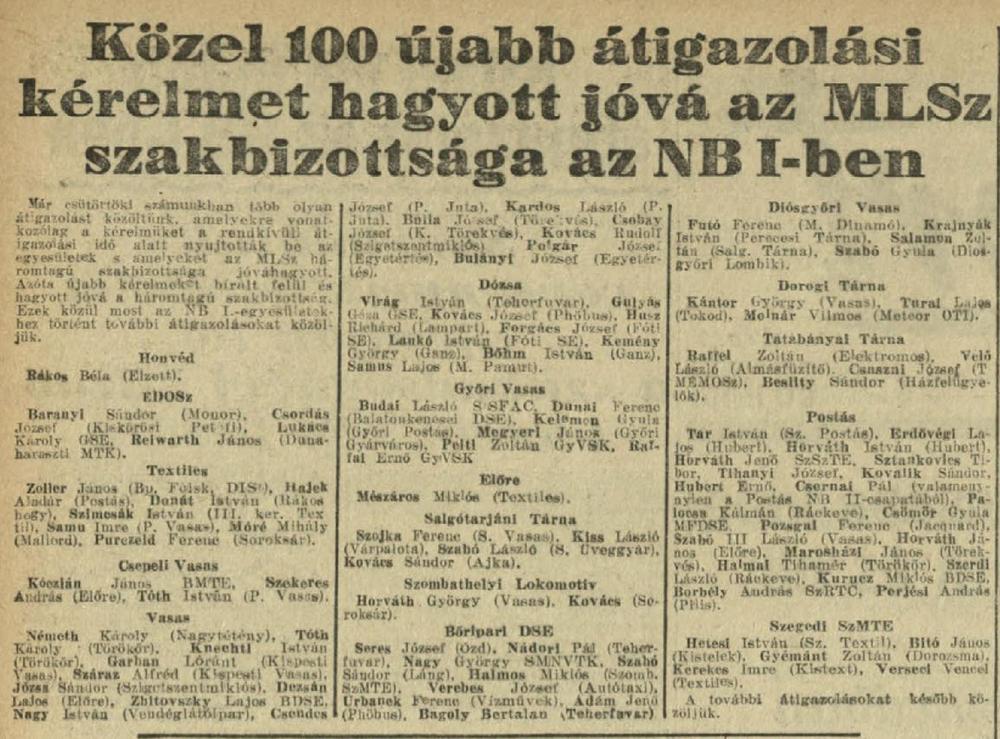 Közel 100 újabb átigazolási
kérelmet hagyott jóvá az MLSz
szakbizottsága az NB I-ben
Már csütörtöki számunkban több olyan
átigazolást közöltünk, amelyekre vonat-
kozólag a kérelmüket a rendkívüli át-
igazolási idő alatt nyujtották be az
egyesületek s amelyeket az MLSz há-
romtagú szakbizottsága jóváhagyott.
Azóta újabb kérelmeket bírált felül és
hagyott jóvá a háromtagú szakbizottság.
Ezek közül most az NB I.-egyesületek-
hez történt további átigazolásokat közöl-
jük.
Honvéd
Rákos Béla (Elzett).
EDOSz
Baranyi Sándor (Monor), Csordás
József (Kiskőrösi Petőfi), Lukács
Károly GSE, Reiwarth János (Duna-
haraszti MTK).
Textiles
Zoller János (Bp. Főisk. DISz), Hajek
Aladár (Postás), Donát István (Rákos
hegy), Szimcsák István (III. ker. Tex
til), Samu Imre (P. Vasas), Móré Mihály
(Mallord), Purczeld Ferenc (Soroksár).
Csepeli Vasas
Kóczián János BMTE, Szekeres
András (Előre), Tóth István (P. Vasas).
Vasas
Németh Károly (Nagytétény), Tóth
Károly (Törökőr), Knechtl István
(Törökőr), Garban Lóránt (Kispesti
Vasas), Száraz Alfréd (Kispesti Vasas),
Józsa Sándor (Szigetszentmiklós), Dezsán
Lajos (Előre), Zbitovszky Lajos BDSE,
Nagy István (Vendéglátóipar), Csendes
József (P. Juta), Kardos László (P.
Juta), Bulla József (Törekvés), Csobay
József (K. Törekvés), Kovács Rudolf
(Szigetszentmiklós) Polgár József
(Egyetértés), Bulányi József (Egyetér-
tés).
Dózsa
Virág István (Teherfuvar), Gulyás
Géza GSE, Kovács József (Phőbus), Husz
Richárd (Lampart), Forgács József (Fóti
SE), Laukó István (Fóti SE), Kemény
György (Ganz), Böhm István (Ganz),
Samus Lajos (M. Pamut).
Győri Vasas
Budai László SSFAC, Dunai Ferenc
(Balatonkenesei DSE), Kelemen Gyula
(Győri Postás), Megyeri János (Győri
Gyárváros), Peltl Zoltán GyVSK, Raf-
fai Ernő GyVSK
Előre
Mészáros Miklós (Textiles).
Salgótarjáni Tárna
Szojka Ferenc (S. Vasas), Kiss László
(Várpalota), Szabó László (S. Üveggyár),
Kovács Sándor (Ajka).
Szombathelyi Lokomotív
Horváth György (Vasas), Kovács (So-
roksár).
Bőripari DSE
Seres József (Ózd), Nádori Pál (Teher-
fuvar), Nagy György SMNVTK, Szabó
Sándor (Láng), Halmos Miklós (Szomb.
SzMTE), Verebes József (Autótaxi),
Urbanek Ferenc (Vízművek), Ádám Jenő
(Phőbus), Bagoly Bertalan (Teherfuvar)
Diósgyőri Vasas
Futó Ferenc (M. Dinamó), Krajnyák
István (Perecesi Tárna), Salamon Zol-
tán (Salg. Tárna), Szabó Gyula (Diós-
győri Lombik).
Dorogi Tárna
Kántor György (Vasas), Turai Lajos
(Tokod), Molnár Vilmos (Meteor OTI).
Tatabányai Tárna
Raffel Zoltán (Elektromos), Velő
László (Almásfüzitő), Csaszni József (T
MÉMOSz), Besilty Sándor (Házfelügye-
lők).
Postás
Tar István (Sz. Postás), Erdővégi La-
jos (Hubert), Horváth István (Hubert),
Horváth Jenő SzSzTE, Sztankovics Ti-
bor, Tihanyi József, Kovalik Sándor,
Hubert Ernő, Csernai Pál (valameny-
nyien a Postás NB II-csapatából), Pa-
locsa Kálmán (Ráckeve), Csömör Gyula
MFDSE, Pozsgai Ferenc (Jacquard),
Szabó III László (Vasas), Horváth Já-
nos (Előre), Marosházi János (Törek-
vés), Halmai Tihamér (Törökőr), Szerdi
László (Ráckeve), Kurucz Miklós BDSE,
Borbély András SzRTC, Perjési András
(Pilis).
Szegedi SzMTE
Hetesi István (Sz. Textil), Bitó János
(Kistelek), Gyémánt Zoltán (Dorozsma),
Kerekes Imre (Kistext), Verseci Vencel
(Textiles).
A további átigazolásokat később kö-
zöljük.